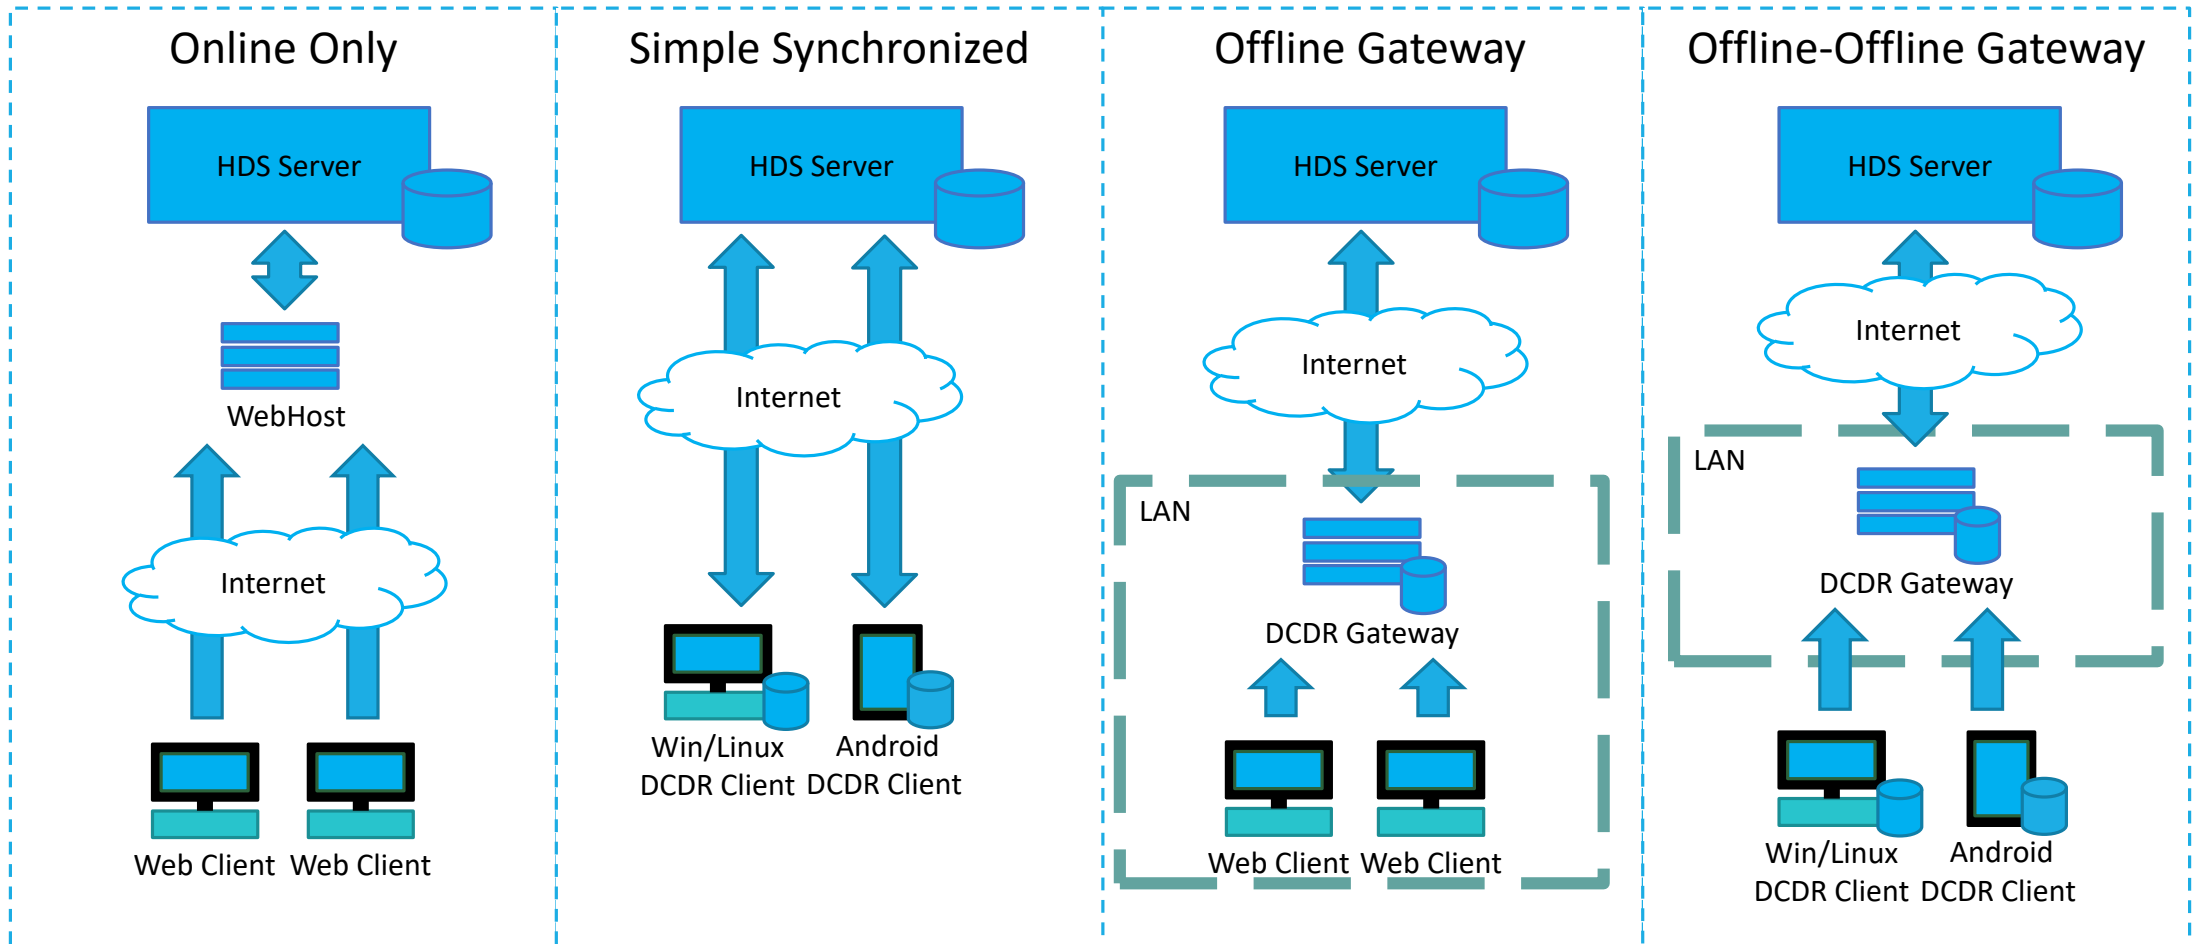 Online Only
HDS Server
WebHost
Internet
Web Client
Web Client
Simple Synchronized
HDS Server
Internet
Win/Linux
DCDR Client
Android
DCDR Client
Offline Gateway
HDS Server
Internet
LAN
DCDR Gateway
Web Client
Web Client
Offline-Offline Gateway
HDS Server
Internet
LAN
DCDR Gateway
Win/Linux
DCDR Client
Android
DCDR Client